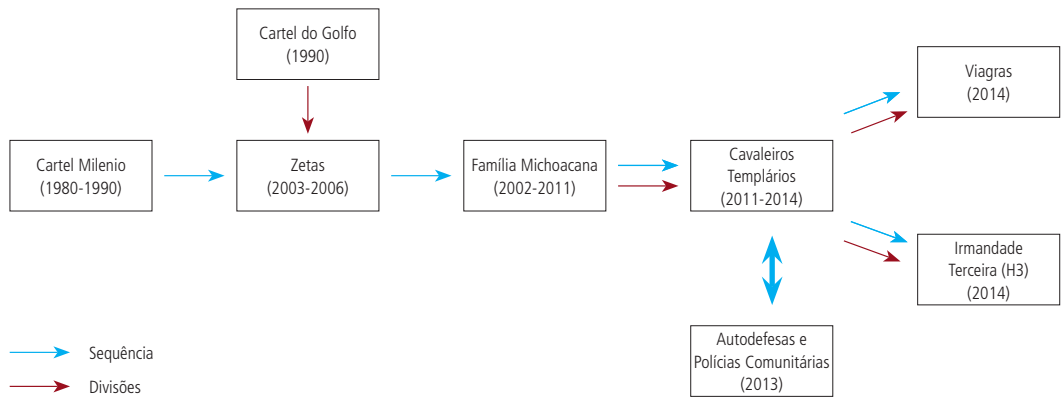 Cartel do Golfo
(1990)
Viagras
(2014)
Cartel Milenio
(1980-1990)
Zetas
(2003-2006)
Família Michoacana
(2002-2011)
Cavaleiros
Templários
(2011-2014)
Irmandade
Terceira (H3)
(2014)
Autodefesas e
Polícias Comunitárias
(2013)
Sequência
Divisões